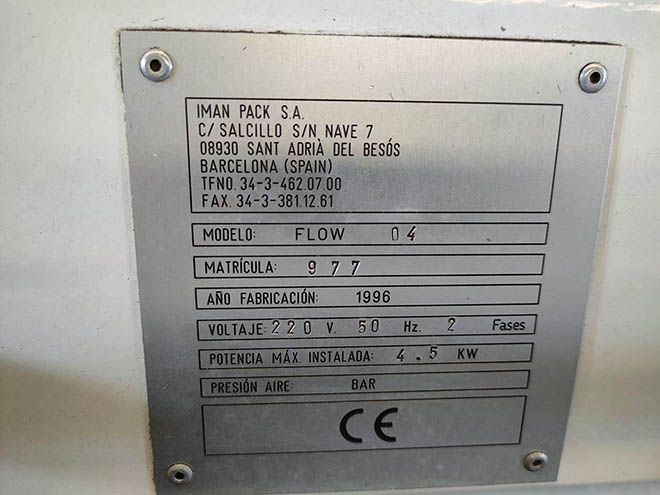 IMAN PACK S.A.
C/ SALCILLO S/N NAVE 7
08930 SANT ADRIÀ DEL BESÓS
BARCELONA (SPAIN)
TFNO. 34-3-462.07.00
FAX. 34-3-381.12.61
MODELO: FLOW 04
MATRÍCULA: 977
AÑO FABRICACIÓN: 1996
VOLTAJE: 220 V. 50 Hz. 2 Fases
POTENCIA MÁX. INSTALADA: 4.5 KW
PRESIÓN AIRE: BAR
CE